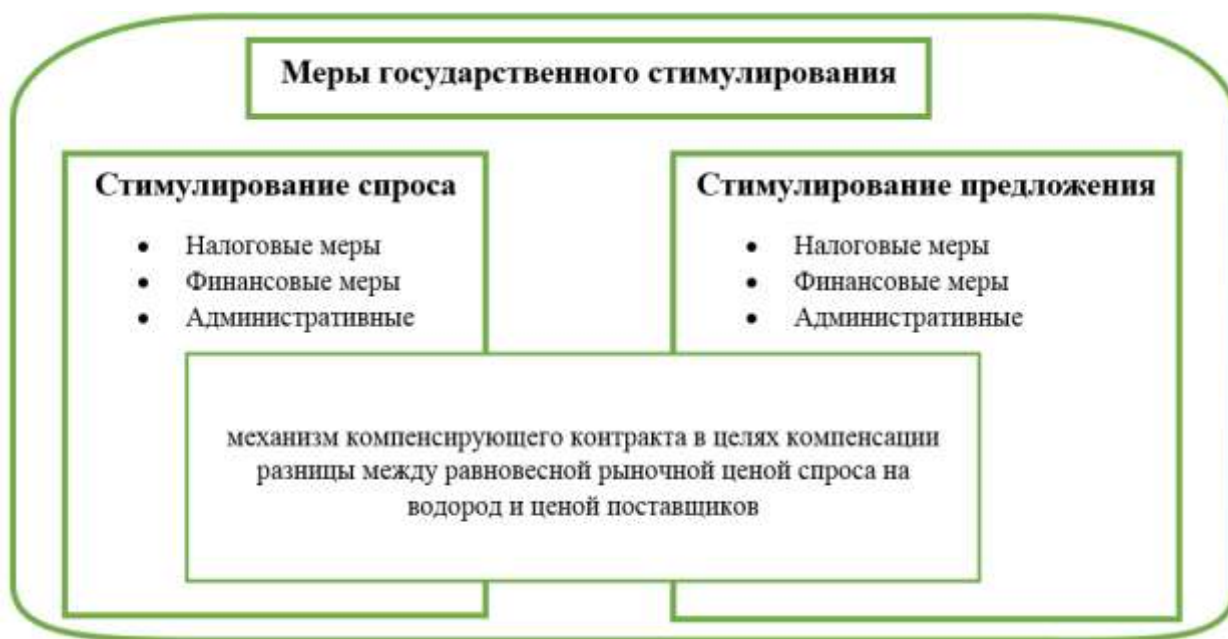 Меры государственного стимулирования
Стимулирование спроса
• Налоговые меры
• Финансовые меры
• Административные
Стимулирование предложения
• Налоговые меры
• Финансовые меры
• Административные
механизм компенсирующего контракта в целях компенсации
разницы между равновесной рыночной ценой спроса на
водород и ценой поставщиков